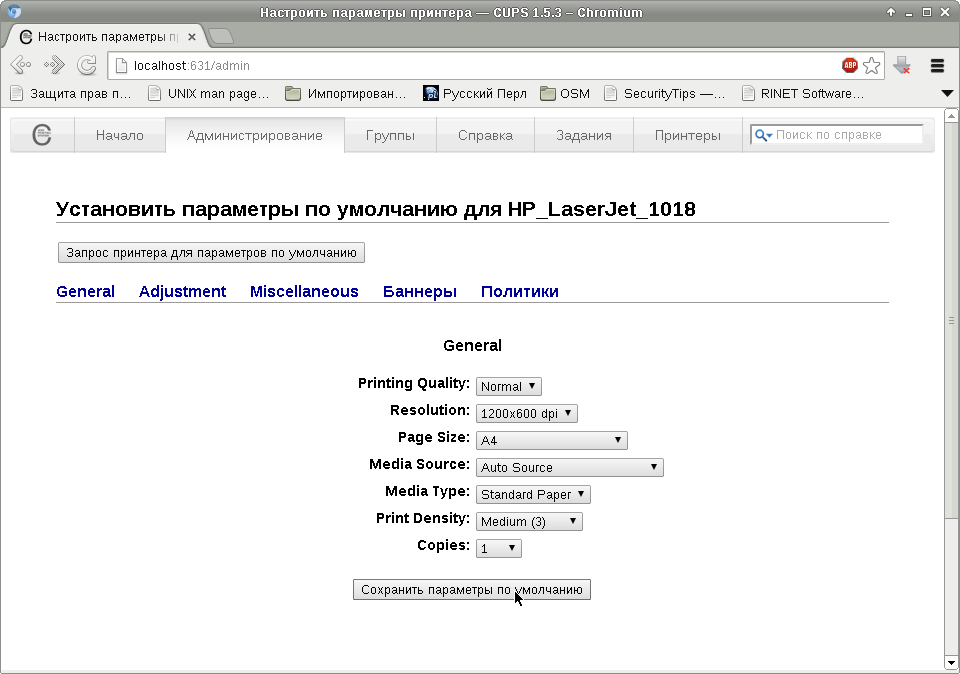 Настроить параметры принтера — CUPS 1.5.3 – Chromium
Настроить параметры п
localhost:631/admin ABP
Защита прав п... UNIX man page... Импортирован... Русский Перл OSM SecurityTips —... RINET Software...
Начало Администрирование Группы Справка Задания Принтеры Поиск по справке
Установить параметры по умолчанию для HP_LaserJet_1018
Запрос принтера для параметров по умолчанию
General Adjustment Miscellaneous Баннеры Политики
General
Printing Quality: Normal
Resolution: 1200x600 dpi
Page Size: A4
Media Source: Auto Source
Media Type: Standard Paper
Print Density: Medium (3)
Copies: 1
Сохранить параметры по умолчанию